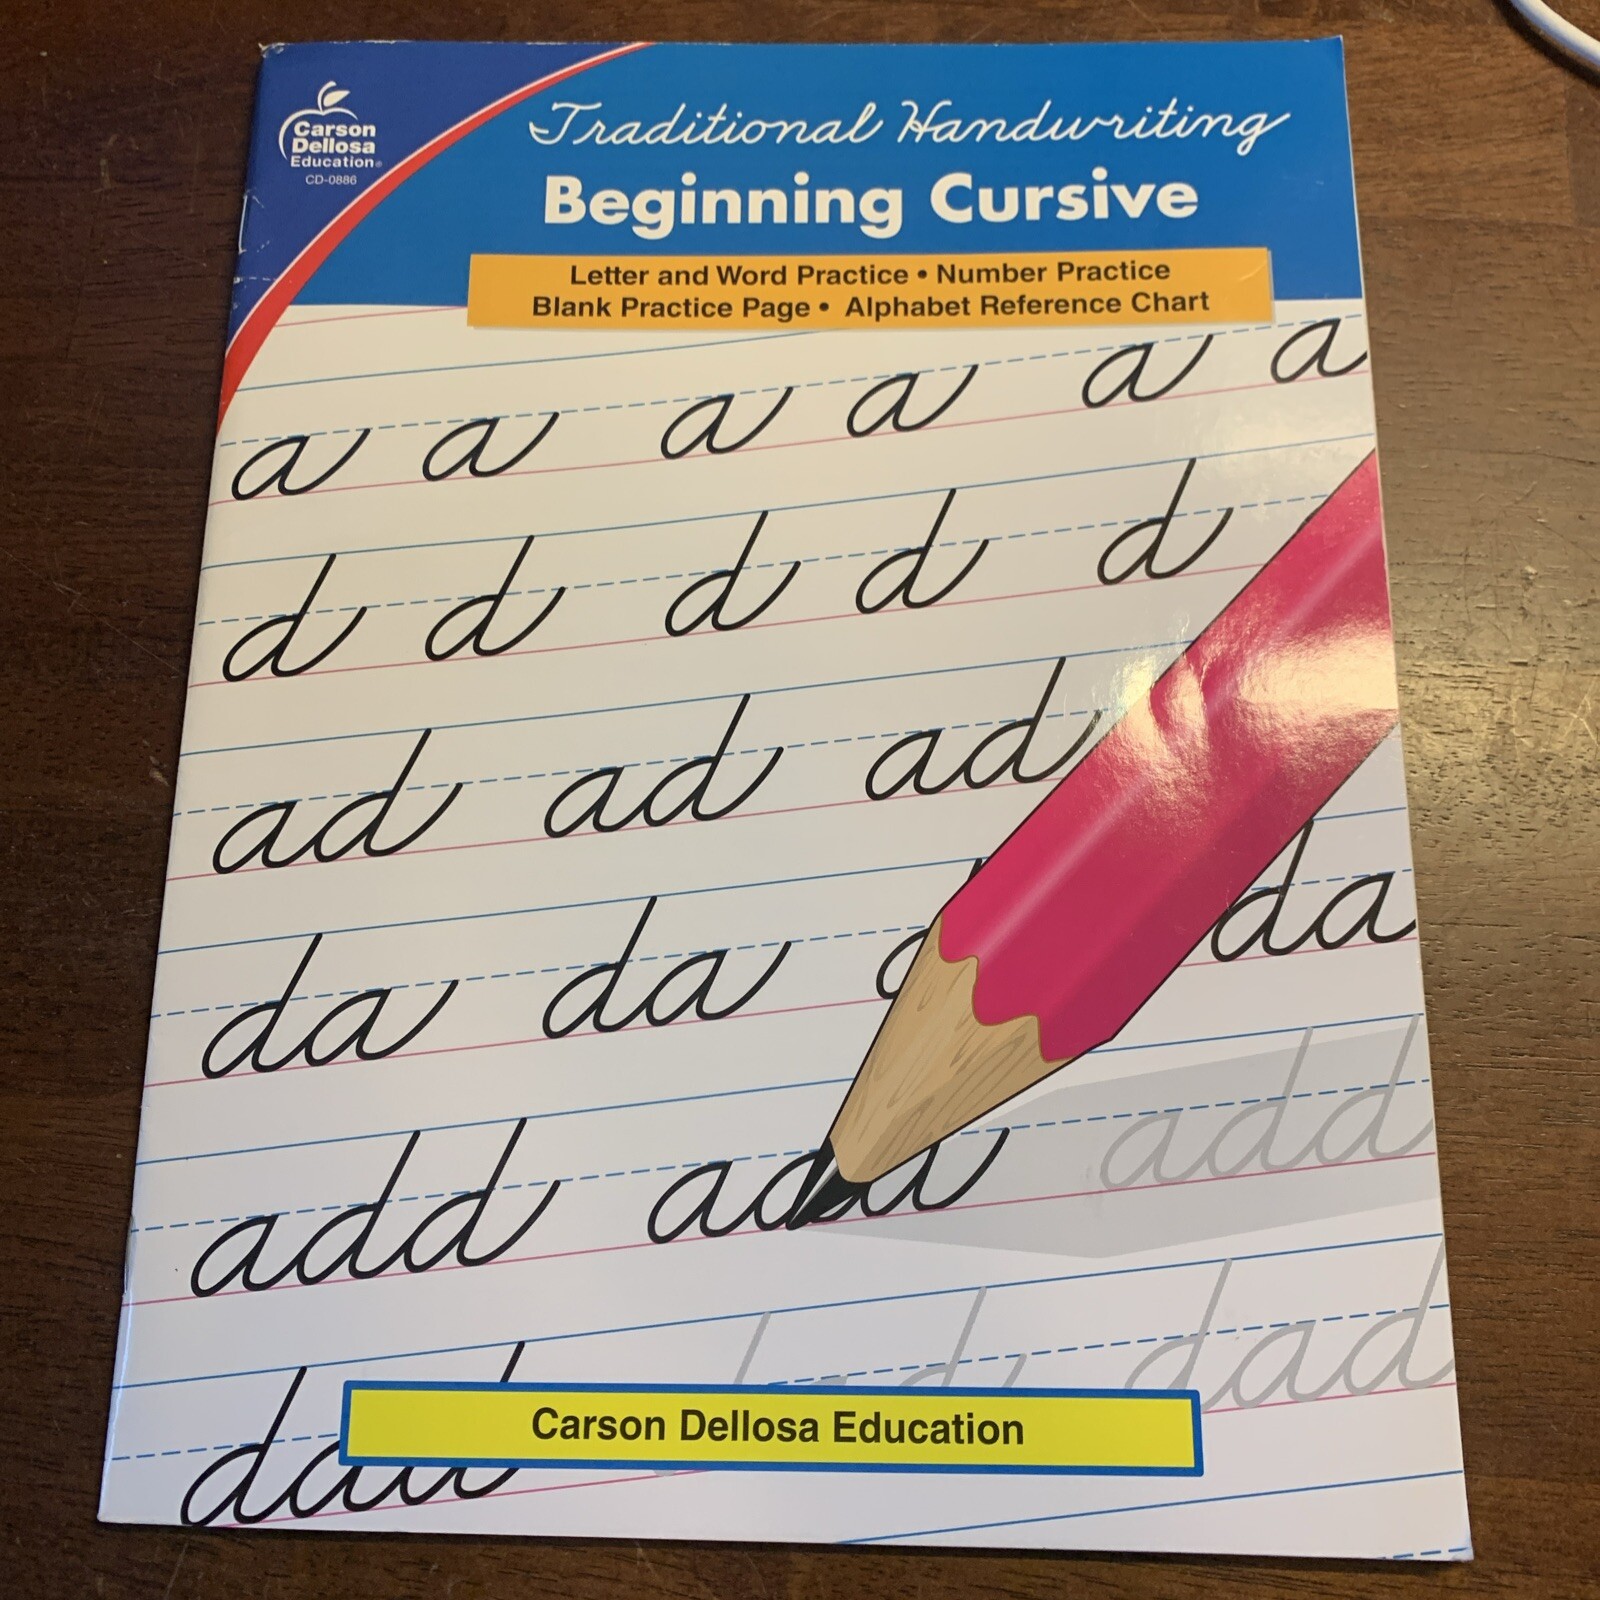 Carson
Dellosa
Education®
CD-0886
Traditional Handwriting
Beginning Cursive
Letter and Word Practice • Number Practice
Blank Practice Page • Alphabet Reference Chart
a a a a a a
d d d d d
ad ad ad
da da da
add add add
dad dad
Carson Dellosa Education